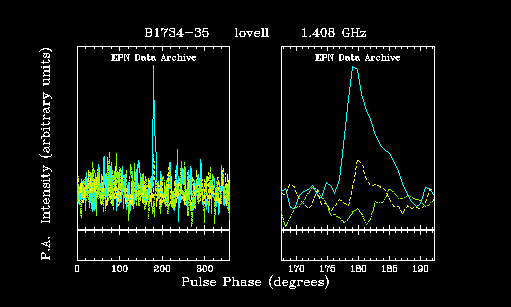 B1734-35 lovell 1.408 GHz
EPN Data Archive EPN Data Archive
P.A. Intensity (arbitrary units)
0 100 200 300 170 175 180 185 190
Pulse Phase (degrees)